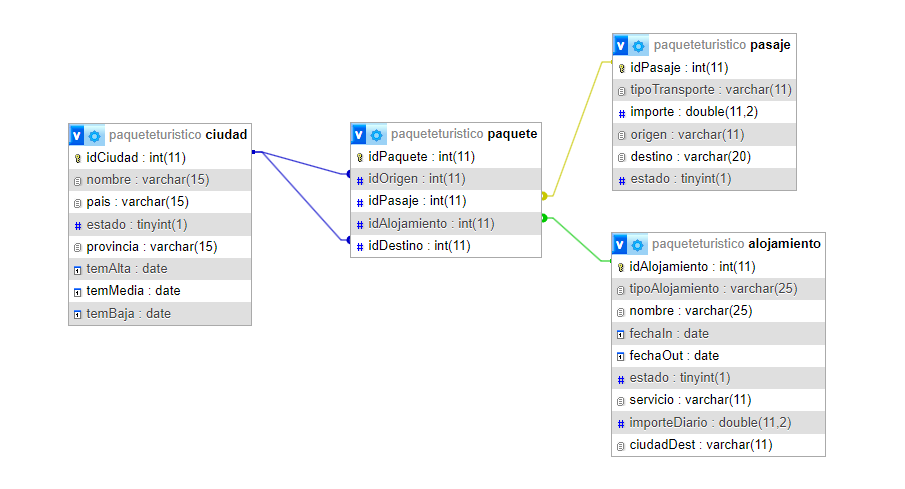 paqueteturistico ciudad
idCiudad : int(11)
nombre : varchar(15)
pais : varchar(15)
estado : tinyint(1)
provincia : varchar(15)
temAlta : date
temMedia : date
temBaja : date
paqueteturistico paquete
idPaquete : int(11)
idOrigen : int(11)
idPasaje : int(11)
idAlojamiento : int(11)
idDestino : int(11)
paqueteturistico pasaje
idPasaje : int(11)
tipoTransporte : varchar(11)
importe : double(11,2)
origen : varchar(11)
destino : varchar(20)
estado : tinyint(1)
paqueteturistico alojamiento
idAlojamiento : int(11)
tipoAlojamiento : varchar(25)
nombre : varchar(25)
fechaIn : date
fechaOut : date
estado : tinyint(1)
servicio : varchar(11)
importeDiario : double(11,2)
ciudadDest : varchar(11)